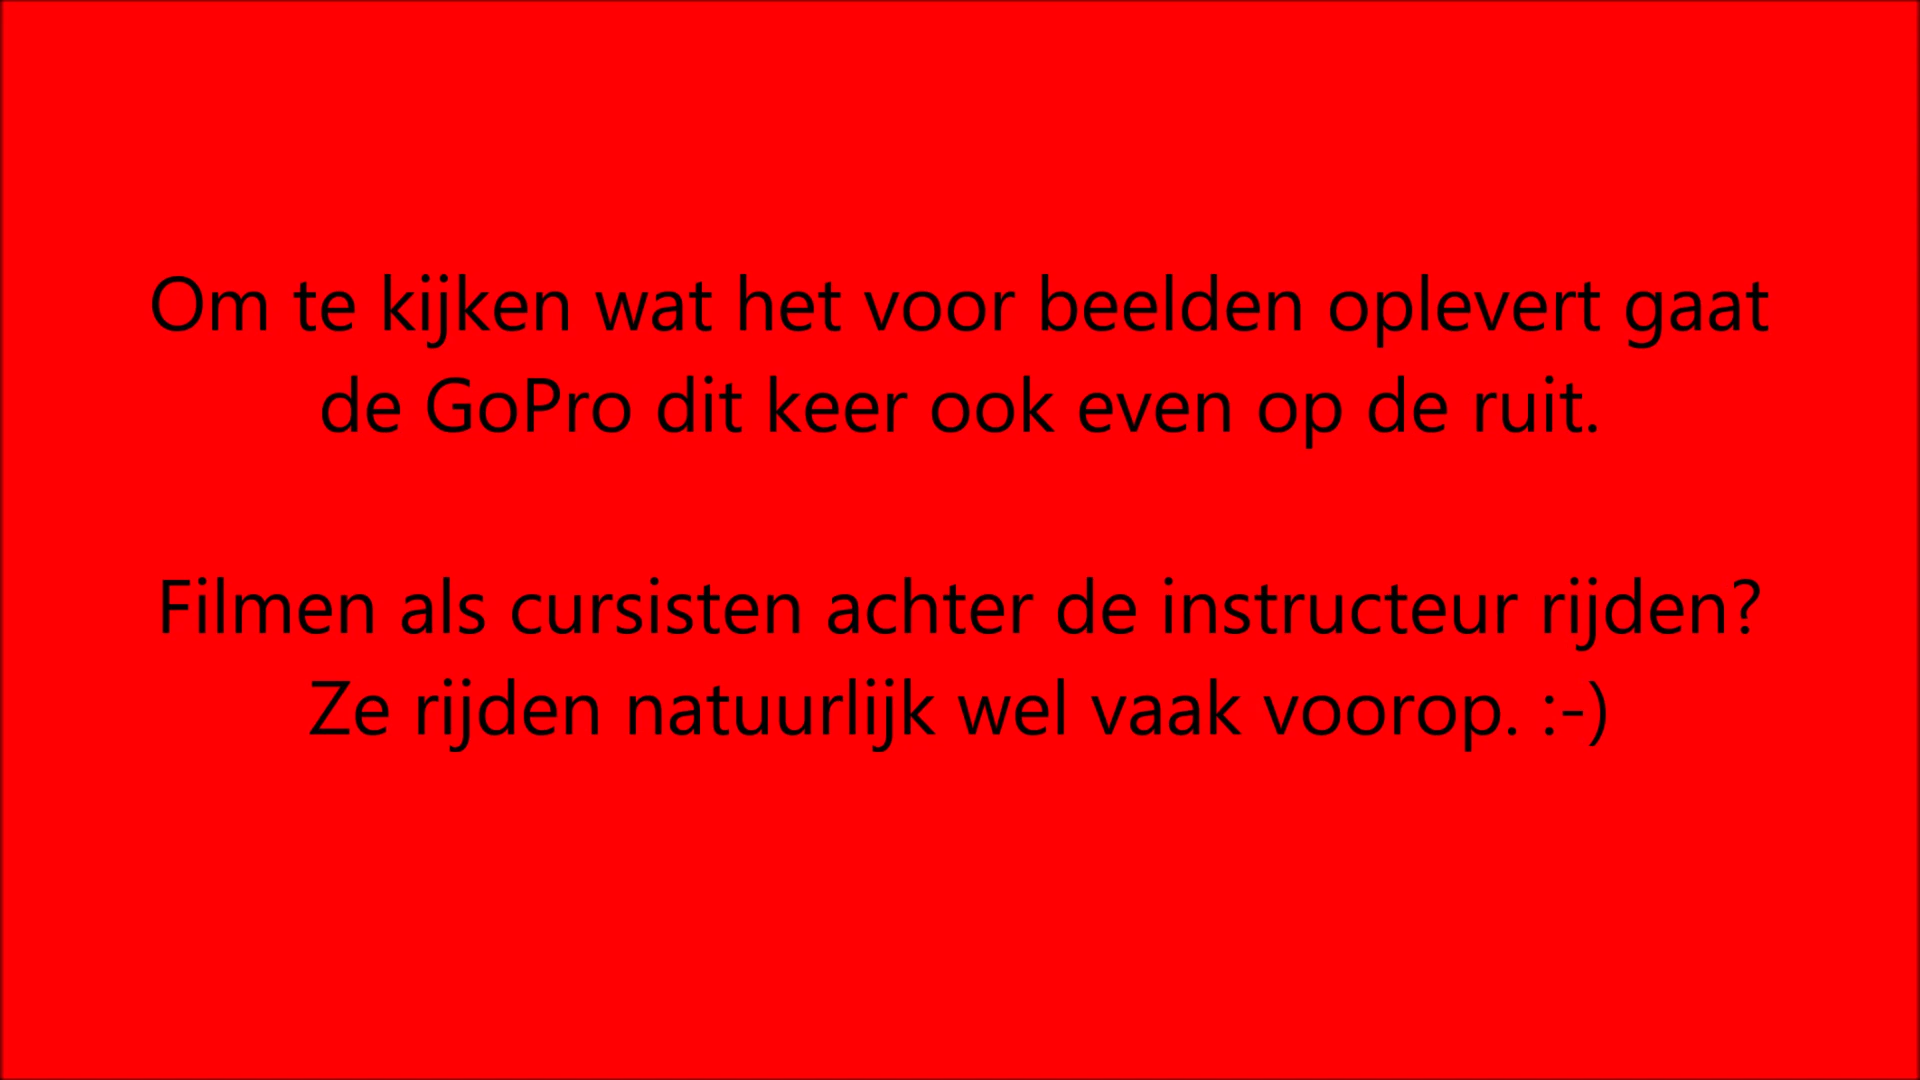 Om te kijken wat het voor beelden oplevert gaat
de GoPro dit keer ook even op de ruit.
Filmen als cursisten achter de instructeur rijden?
Ze rijden natuurlijk wel vaak voorop. :-)